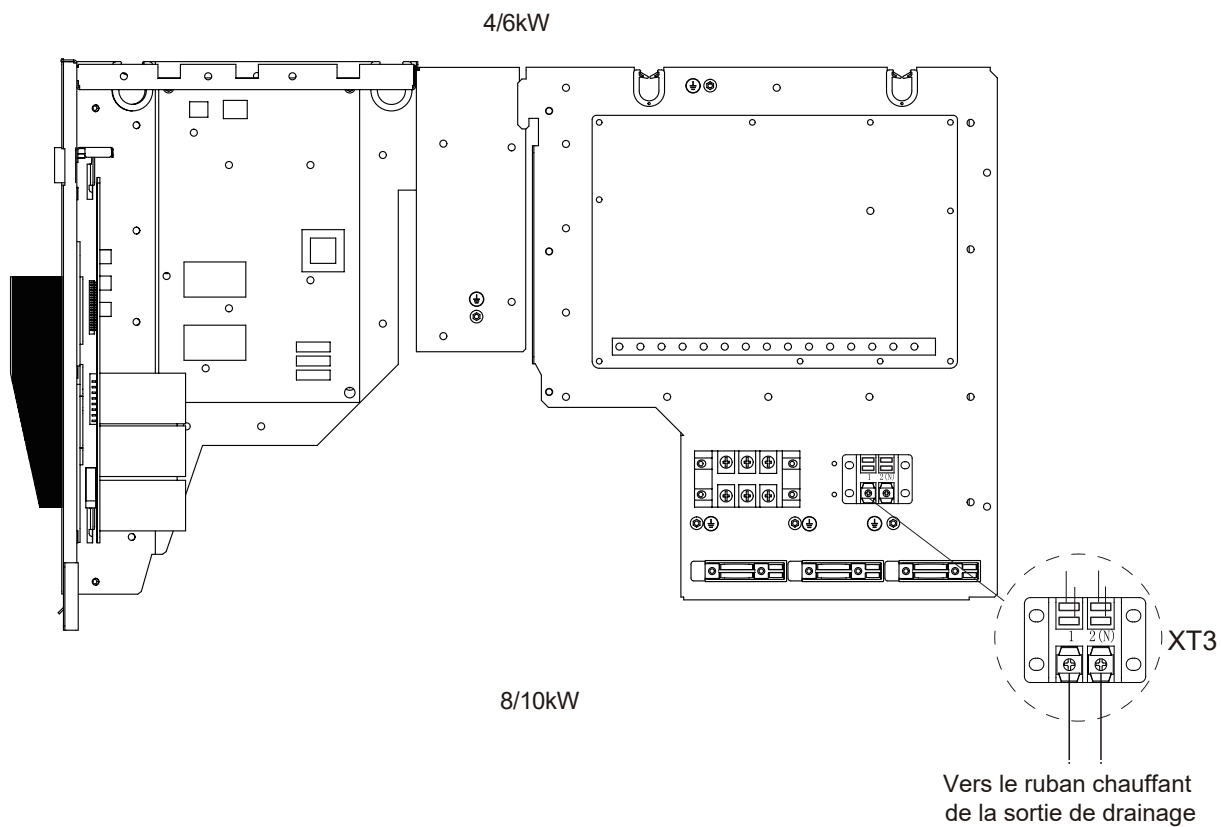 4/6kW
1 2(N)
1 2(N)
XT3
8/10kW
Vers le ruban chauffant
de la sortie de drainage